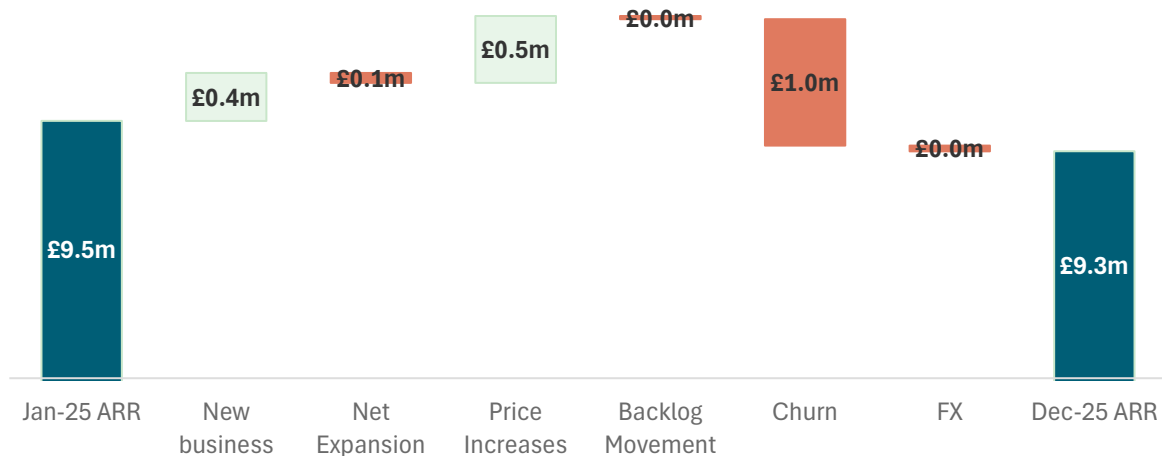 £0.0m
£0.5m
£0.1m
£1.0m
£0.4m
£0.0m
£9.5m
£9.3m
Jan-25 ARR
New
business
Net
Expansion
Price
Increases
Backlog
Movement
Churn
FX
Dec-25 ARR